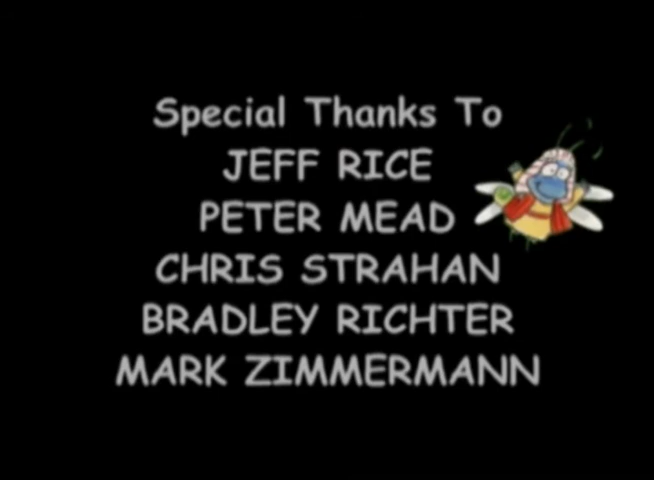 Special Thanks To
JEFF RICE
PETER MEAD
CHRIS STRAHAN
BRADLEY RICHTER
MARK ZIMMERMANN